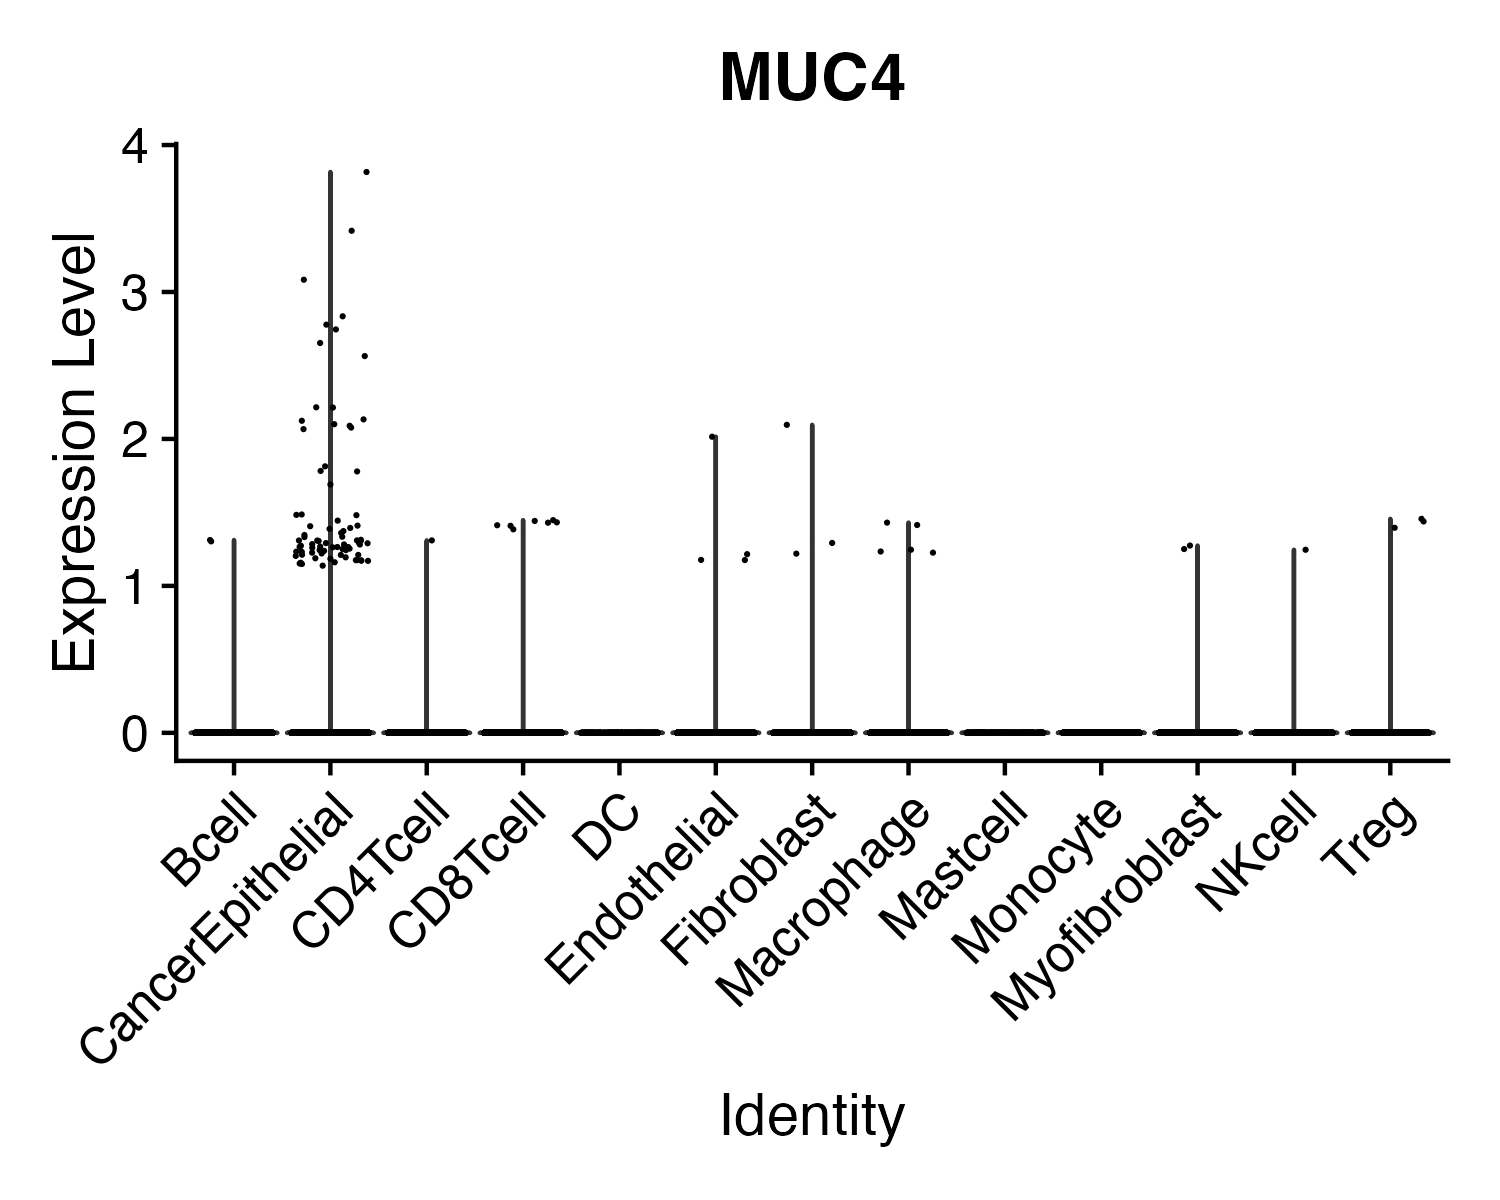 MUC4
Expression Level
4
3
2
1
0
Bcell
CancerEpithelial
CD4Tcell
CD8Tcell
DC
Endothelial
Fibroblast
Macrophage
Mastcell
Monocyte
Myofibroblast
NKcell
Treg
Identity